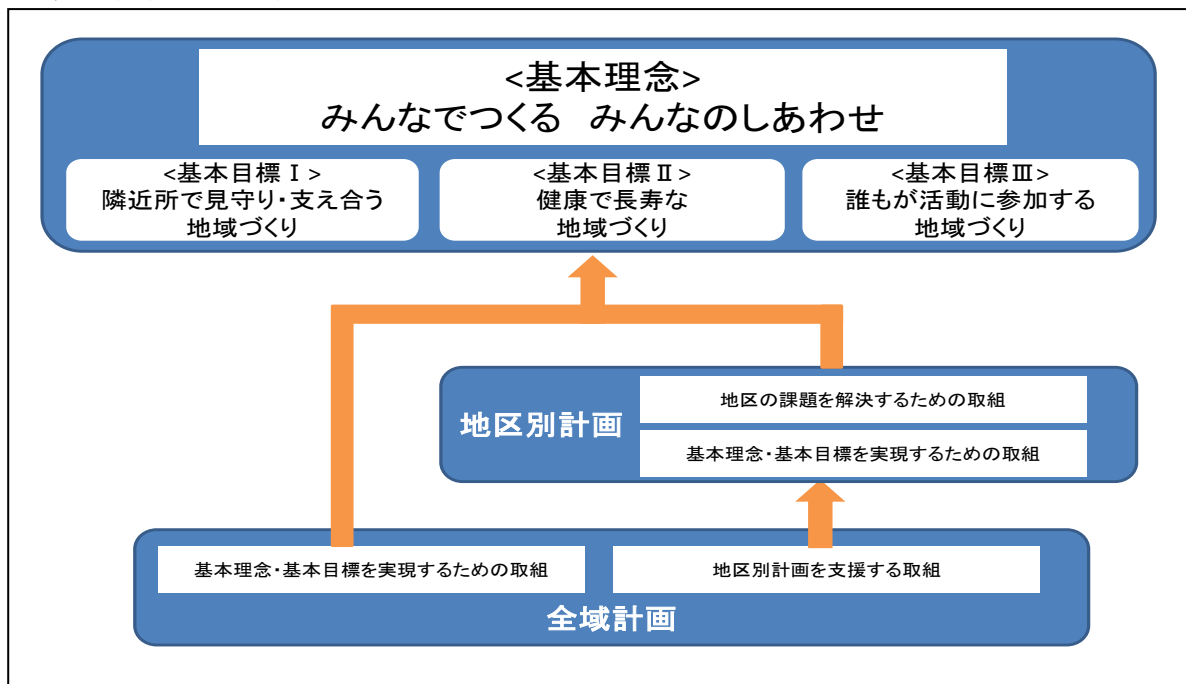 <基本理念>
みんなでつくる　みんなのしあわせ
<基本目標Ⅰ>
隣近所で見守り・支え合う
地域づくり
<基本目標Ⅱ>
健康で長寿な
地域づくり
<基本目標Ⅲ>
誰もが活動に参加する
地域づくり
地区別計画
地区の課題を解決するための取組
基本理念・基本目標を実現するための取組
基本理念・基本目標を実現するための取組
地区別計画を支援する取組
全域計画